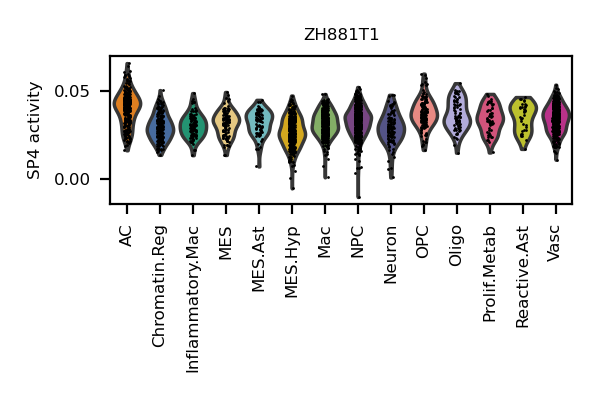 ZH881T1
SP4 activity
0.05
0.00
AC
Chromatin.Reg
Inflammatory.Mac
MES
MES.Ast
MES.Hyp
Mac
NPC
Neuron
OPC
Oligo
Prolif.Metab
Reactive.Ast
Vasc